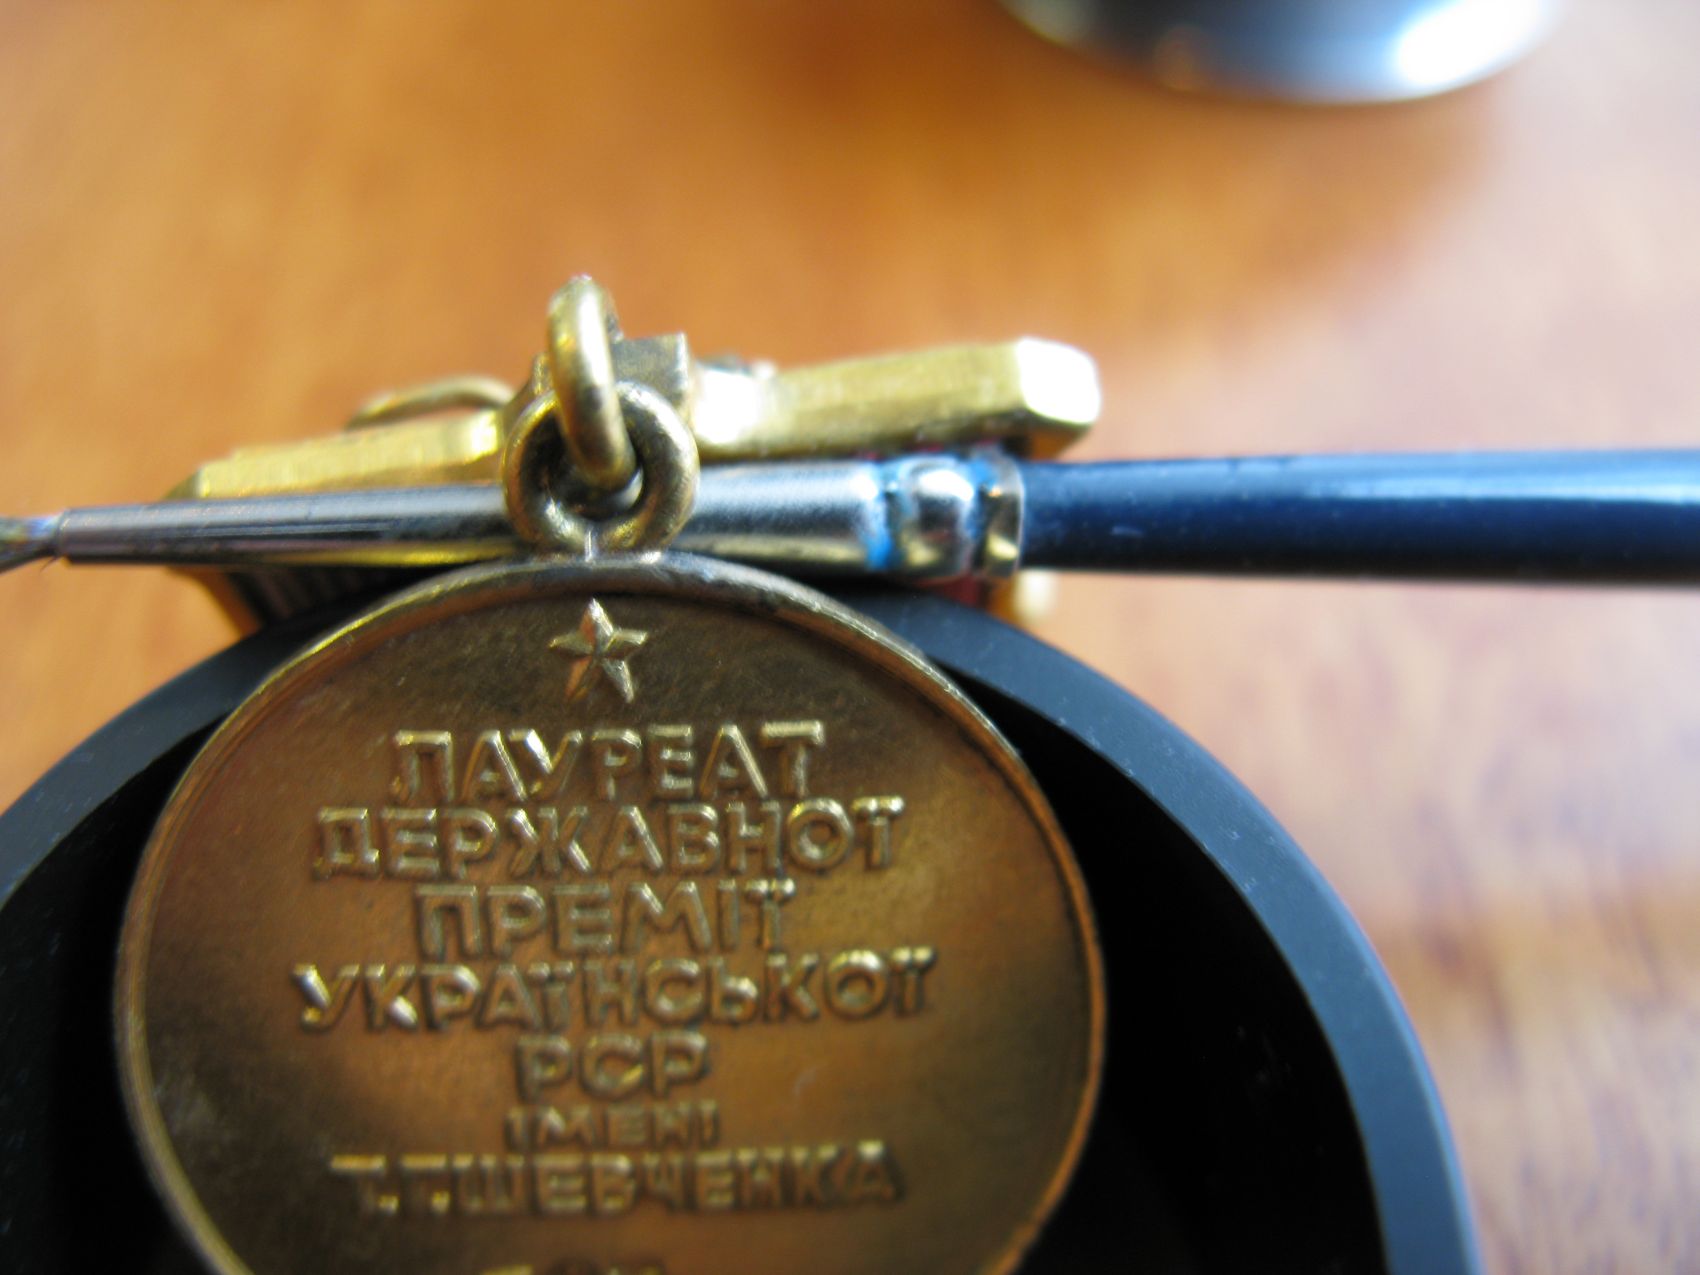 ЛАУРЕАТ
ДЕРЖАВНОЇ
ПРЕМІЇ
УКРАЇНСЬКОЇ
РСР
ІМЕНІ
Т.Г.ШЕВЧЕНКА